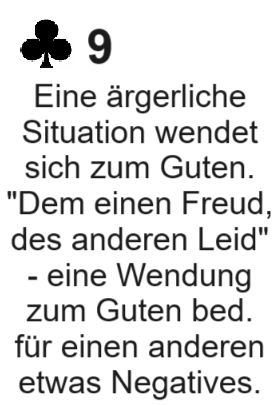 ♣ 9
Eine ärgerliche
Situation wendet
sich zum Guten.
"Dem einen Freud,
des anderen Leid"
- eine Wendung
zum Guten bed.
für einen anderen
etwas Negatives.